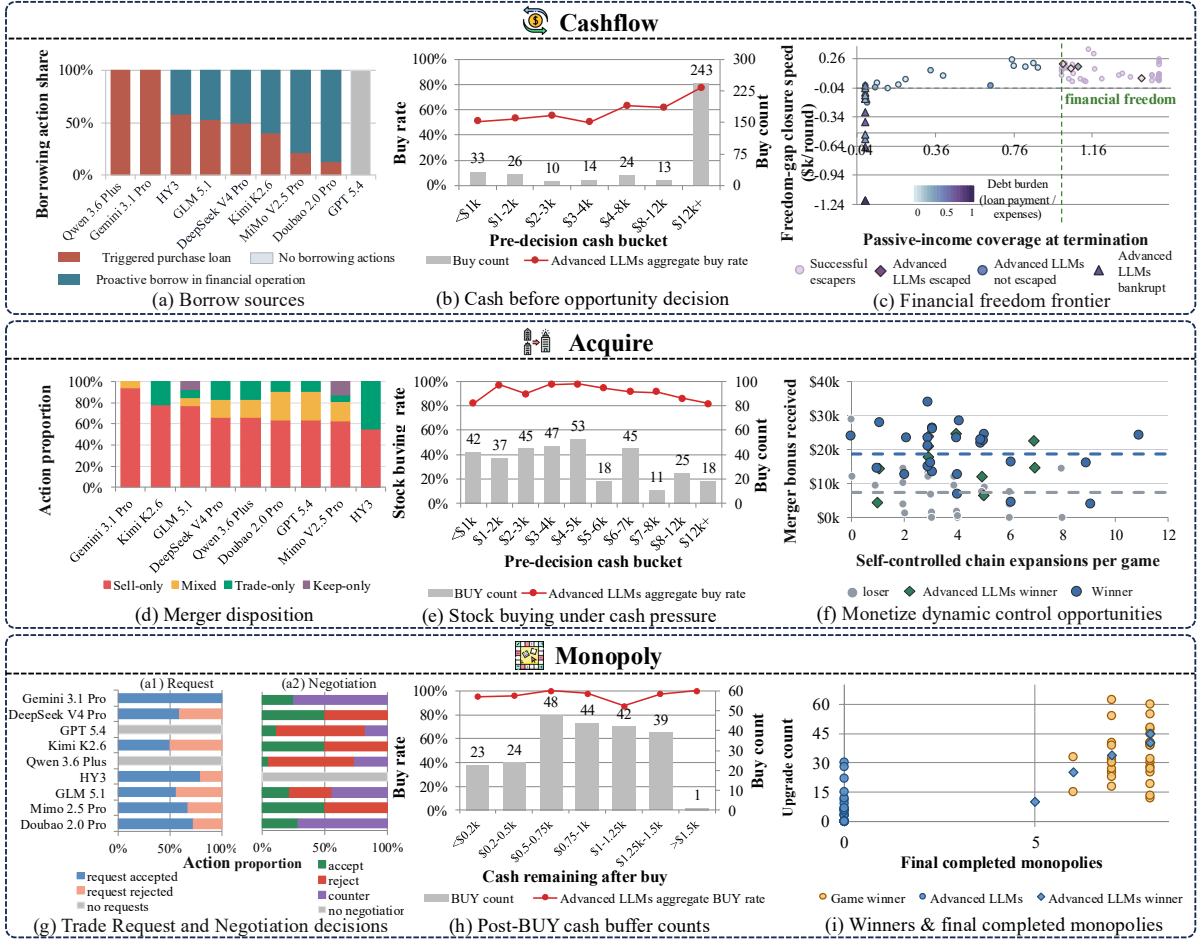 Cashflow
Borrowing action share
100%
50%
0%
Qwen 3.6 Plus
Gemini 3.1 Pro
HY3
GLM 5.1
DeepSeek V4 Pro
Kimi K2.6
MiMo V2.5 Pro
Doubao 2.0 Pro
GPT 5.4
Triggered purchase loan
No borrowing actions
Proactive borrow in financial operation
(a) Borrow sources
Buy rate
100%
80%
60%
40%
20%
0%
33
26
10
14
24
13
243
300
225
150
75
0
Buy count
<$1k
$1-2k
$2-3k
$3-4k
$4-8k
$8-12k
$12k+
Pre-decision cash bucket
Buy count
Advanced LLMs aggregate buy rate
(b) Cash before opportunity decision
Freedom-gap closure speed
($k/round)
0.26
-0.04
-0.34
-0.64
-0.94
-1.24
0.04
0.36
0.76
1.16
financial freedom
Debt burden
(loan payment /
expenses)
0 0.5 1
Passive-income coverage at termination
Successful escapers
Advanced LLMs escaped
Advanced LLMs not escaped
Advanced LLMs bankrupt
(c) Financial freedom frontier
Acquire
Action proportion
100%
80%
60%
40%
20%
0%
Gemini 3.1 Pro
Kimi K2.6
GLM 5.1
DeepSeek V4 Pro
Qwen 3.6 Plus
Doubao 2.0 Pro
GPT 5.4
Mimo V2.5 Pro
HY3
Sell-only
Mixed
Trade-only
Keep-only
(d) Merger disposition
Stock buying rate
100%
80%
60%
40%
20%
0%
42
37
45
47
53
18
45
11
25
18
100
80
60
40
20
0
Buy count
<$1k
$1-2k
$2-3k
$3-4k
$4-5k
$5-6k
$6-7k
$7-8k
$8-12k
$12k+
Pre-decision cash bucket
BUY count
Advanced LLMs aggregate buy rate
(e) Stock buying under cash pressure
Merger bonus received
$40k
$30k
$20k
$10k
$0k
0 2 4 6 8 10 12
Self-controlled chain expansions per game
loser
Advanced LLMs winner
Winner
(f) Monetize dynamic control opportunities
Monopoly
(a1) Request
(a2) Negotiation
Gemini 3.1 Pro
DeepSeek V4 Pro
GPT 5.4
Kimi K2.6
Qwen 3.6 Plus
HY3
GLM 5.1
Mimo 2.5 Pro
Doubao 2.0 Pro
0% 50% 100%
0% 50% 100%
Action proportion
request accepted
request rejected
no requests
accept
reject
counter
no negotiation
(g) Trade Request and Negotiation decisions
Buy rate
100%
80%
60%
40%
20%
0%
23
24
48
44
42
39
1
60
50
40
30
20
10
0
Buy count
<$0.2k
$0.2-0.5k
$0.5-0.75k
$0.75-1k
$1-1.25k
$1.25k-1.5k
>$1.5k
Cash remaining after buy
BUY count
Advanced LLMs aggregate BUY rate
(h) Post-BUY cash buffer counts
Upgrade count
60
45
30
15
0
0 5
Final completed monopolies
Game winner
Advanced LLMs
Advanced LLMs winner
(i) Winners & final completed monopolies